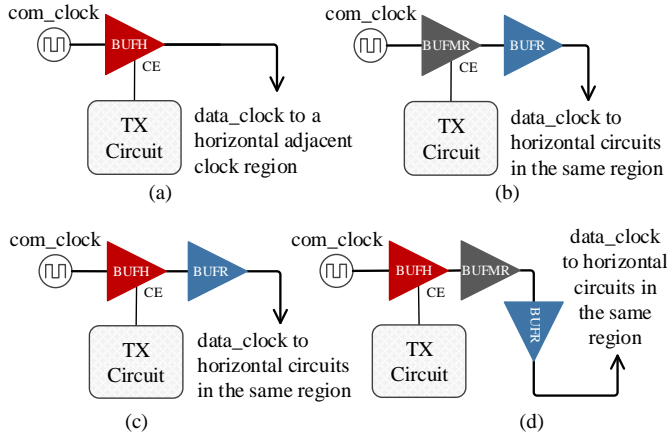 com_clock
BUFH
CE
TX
Circuit
data_clock to a
horizontal adjacent
clock region
(a)
com_clock
BUFMR
BUFR
CE
TX
Circuit
data_clock to
horizontal circuits
in the same region
(b)
com_clock
BUFH
BUFR
CE
TX
Circuit
data_clock to
horizontal circuits
in the same region
(c)
com_clock
BUFH
BUFMR
CE
TX
Circuit
BUFR
data_clock
to horizontal
circuits in
the same
region
(d)